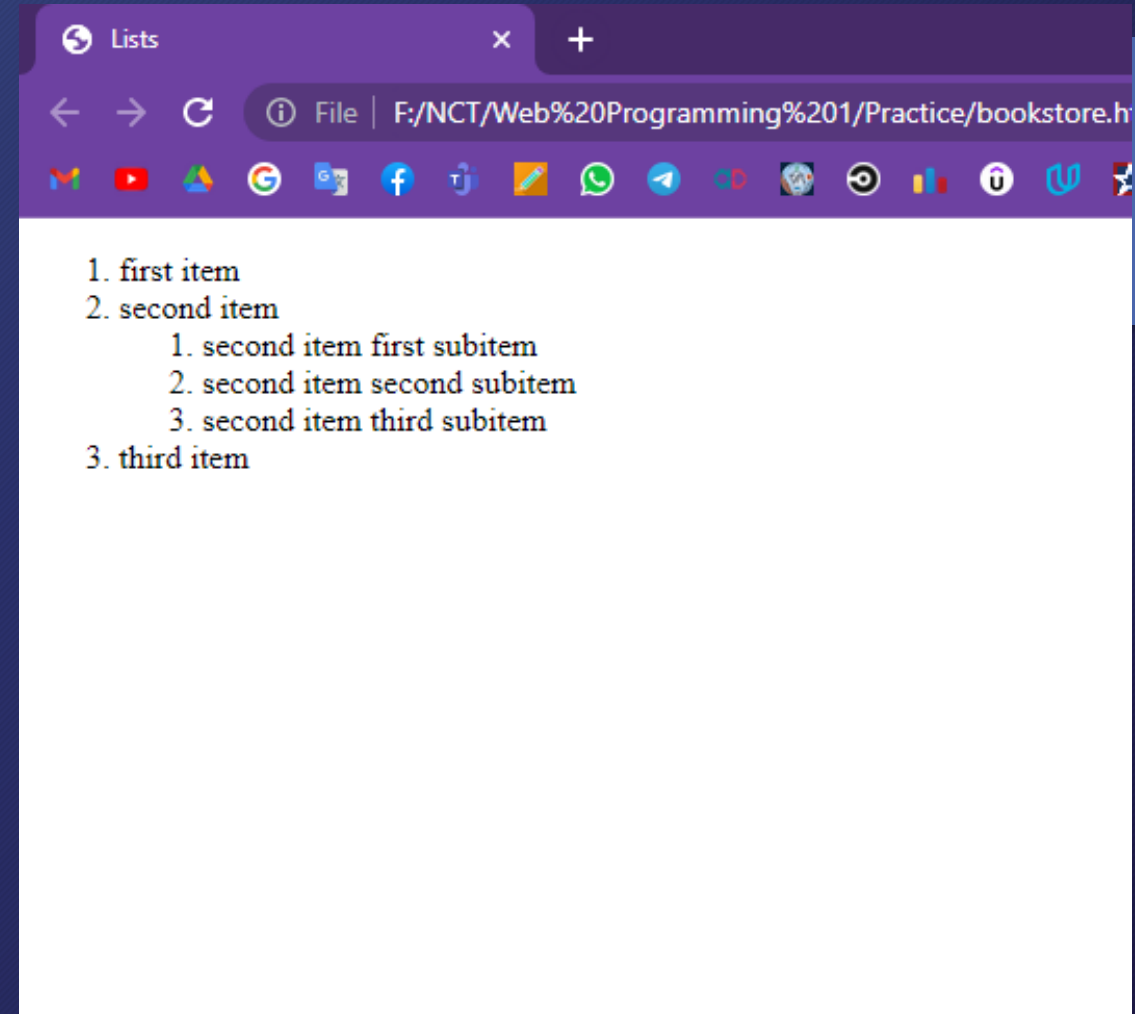 Lists
File F:/NCT/Web%20Programming%201/Practice/bookstore.h
1. first item
2. second item
1. second item first subitem
2. second item second subitem
3. second item third subitem
3. third item